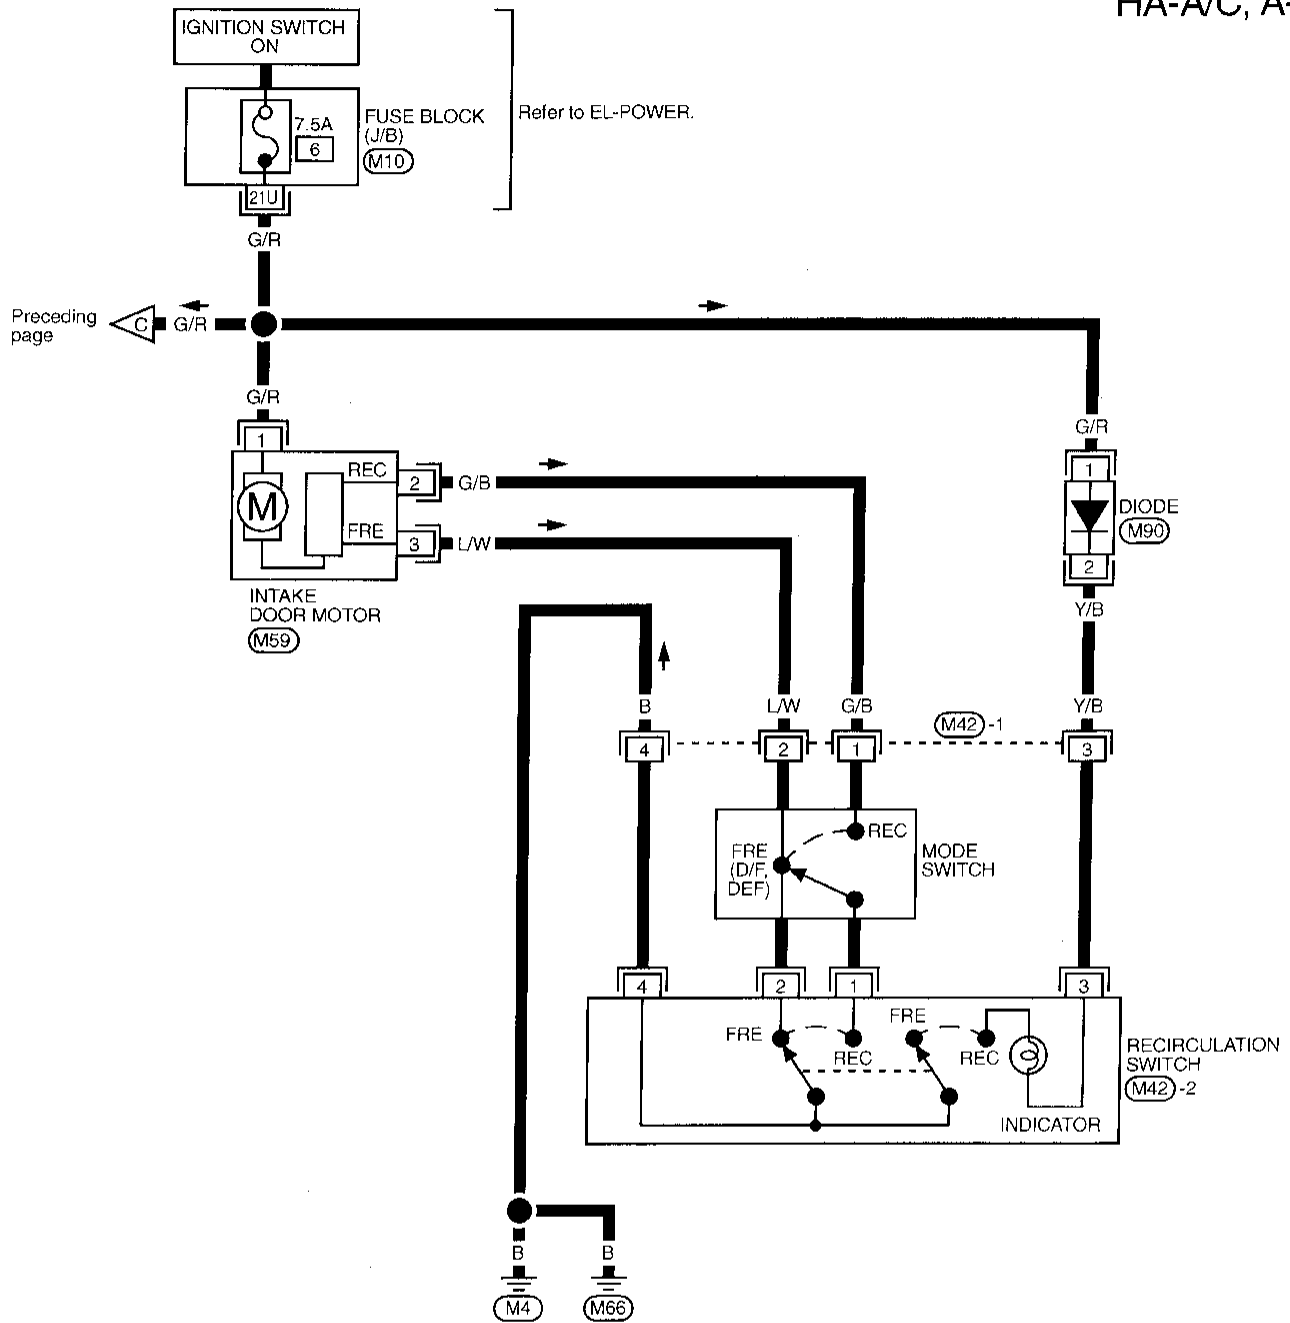 HA-A/C, A-
IGNITION SWITCH
ON
7.5A
6
FUSE BLOCK
(J/B)
M10
Refer to EL-POWER.
21U
G/R
Preceding
page
C
G/R
G/R
G/R
1
REC
2
G/B
M
FRE
3
L/W
INTAKE
DOOR MOTOR
M59
1
DIODE
M90
2
Y/B
B
L/W
G/B
Y/B
M42 -1
4
2
1
3
REC
FRE
(D/F,
DEF)
MODE
SWITCH
4
2
1
3
FRE
REC
FRE
REC
INDICATOR
RECIRCULATION
SWITCH
M42 -2
B
B
M4
M66